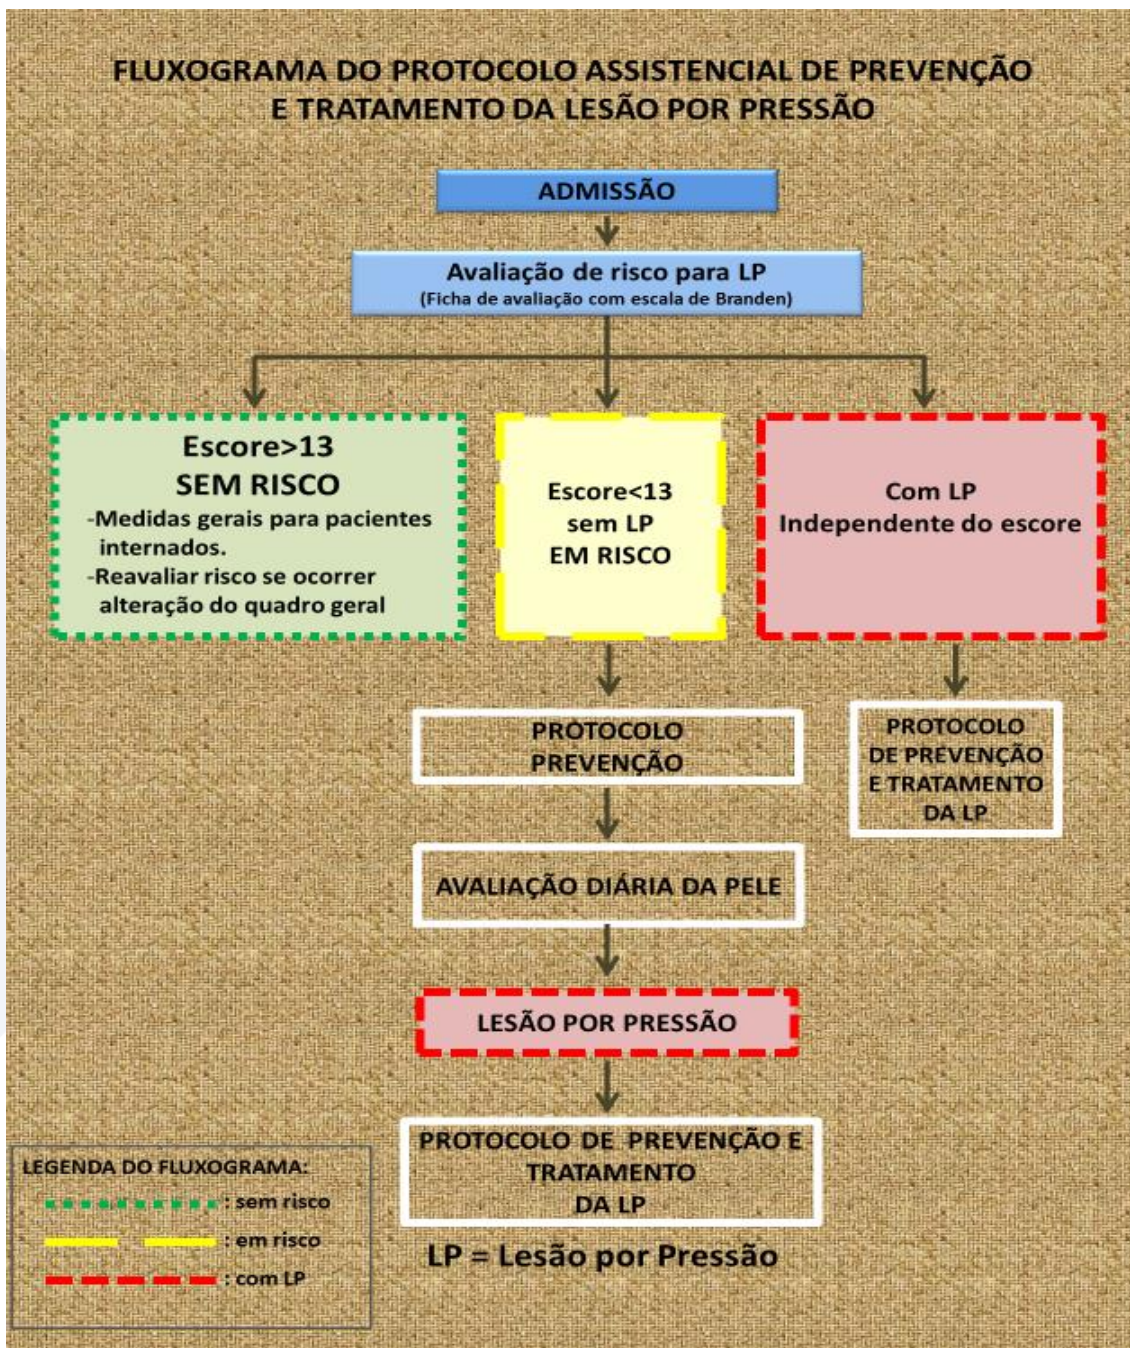 FLUXOGRAMA DO PROTOCOLO ASSISTENCIAL DE PREVENÇÃO
E TRATAMENTO DA LESÃO POR PRESSÃO
ADMISSÃO
Avaliação de risco para LP
(Ficha de avaliação com escala de Branden)
Escore>13
SEM RISCO
-Medidas gerais para pacientes
internados.
-Reavaliar risco se ocorrer
alteração do quadro geral
Escore<13
sem LP
EM RISCO
Com LP
Independente do escore
PROTOCOLO
PREVENÇÃO
PROTOCOLO
DE PREVENÇÃO
E TRATAMENTO
DA LP
AVALIAÇÃO DIÁRIA DA PELE
LESÃO POR PRESSÃO
PROTOCOLO DE PREVENÇÃO E
TRATAMENTO
DA LP
LEGENDA DO FLUXOGRAMA:
: sem risco
: em risco
: com LP
LP = Lesão por Pressão